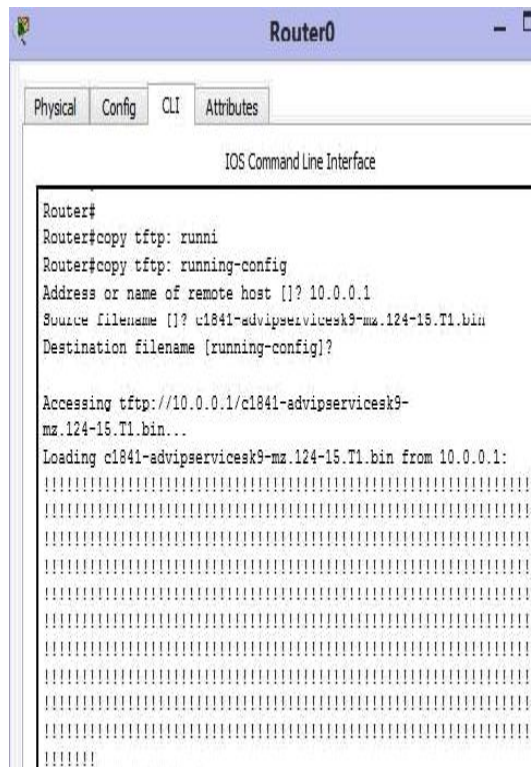 Router0
Physical Config CLI Attributes
IOS Command Line Interface
Router#
Router#copy tftp: runni
Router#copy tftp: running-config
Address or name of remote host []? 10.0.0.1
Source filename []? c1841-advipservicesk9-mz.124-15.T1.bin
Destination filename [running-config]?
Accessing tftp://10.0.0.1/c1841-advipservicesk9-
mz.124-15.T1.bin...
Loading c1841-advipservicesk9-mz.124-15.T1.bin from 10.0.0.1:
!!!!!!!!!!!!!!!!!!!!!!!!!!!!!!!!!!!!!!!!!!!!!!!!!!!!!!!!!!!!!!!
!!!!!!!!!!!!!!!!!!!!!!!!!!!!!!!!!!!!!!!!!!!!!!!!!!!!!!!!!!!!!!!
!!!!!!!!!!!!!!!!!!!!!!!!!!!!!!!!!!!!!!!!!!!!!!!!!!!!!!!!!!!!!!!
!!!!!!!!!!!!!!!!!!!!!!!!!!!!!!!!!!!!!!!!!!!!!!!!!!!!!!!!!!!!!!!
!!!!!!!!!!!!!!!!!!!!!!!!!!!!!!!!!!!!!!!!!!!!!!!!!!!!!!!!!!!!!!!
!!!!!!!!!!!!!!!!!!!!!!!!!!!!!!!!!!!!!!!!!!!!!!!!!!!!!!!!!!!!!!!
!!!!!!!!!!!!!!!!!!!!!!!!!!!!!!!!!!!!!!!!!!!!!!!!!!!!!!!!!!!!!!!
!!!!!!!!!!!!!!!!!!!!!!!!!!!!!!!!!!!!!!!!!!!!!!!!!!!!!!!!!!!!!!!
!!!!!!!!!!!!!!!!!!!!!!!!!!!!!!!!!!!!!!!!!!!!!!!!!!!!!!!!!!!!!!!
!!!!!!!!!!!!!!!!!!!!!!!!!!!!!!!!!!!!!!!!!!!!!!!!!!!!!!!!!!!!!!!
!!!!!!!